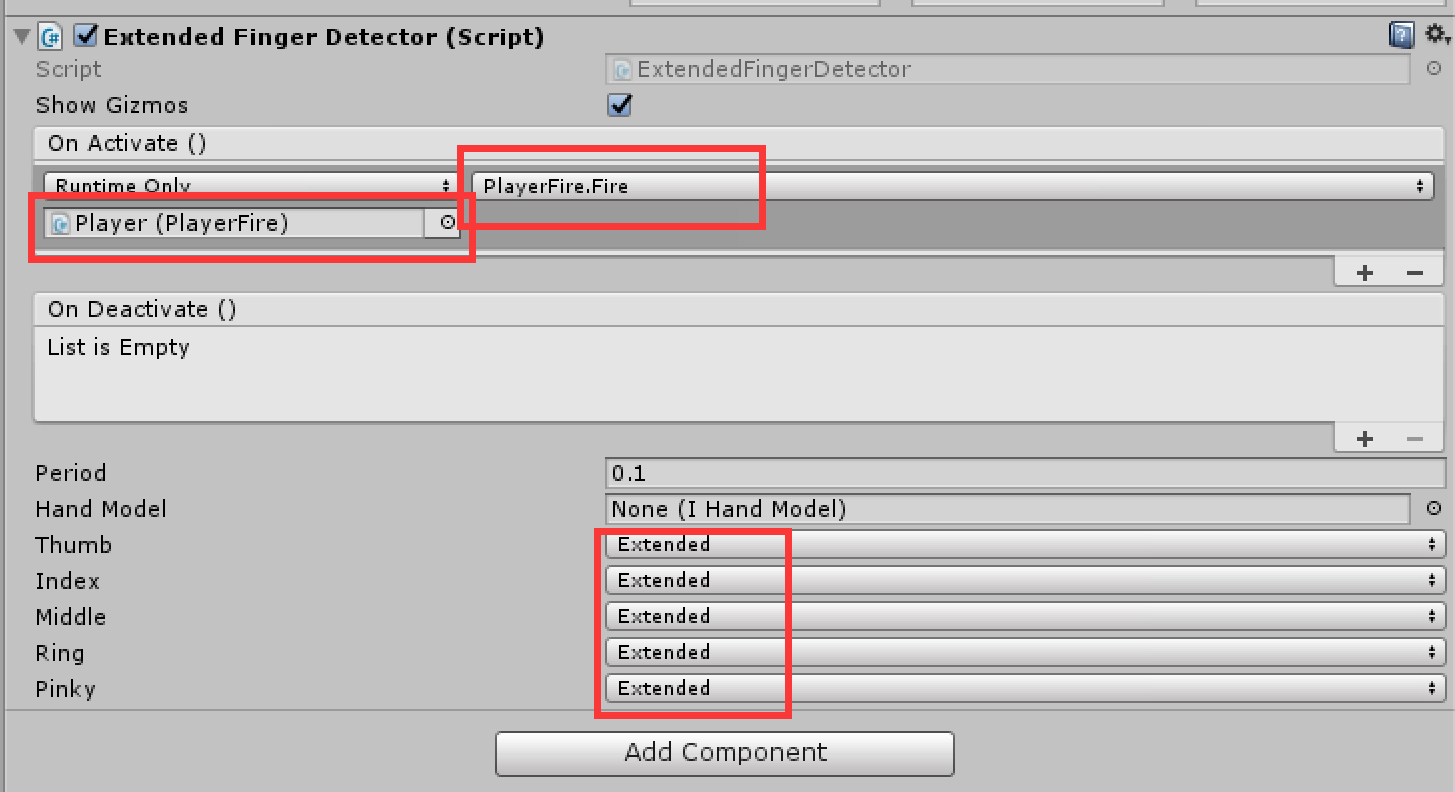 Extended Finger Detector (Script)
Script ExtendedFingerDetector
Show Gizmos
On Activate ()
Runtime Only PlayerFire.Fire
Player (PlayerFire)
On Deactivate ()
List is Empty
Period 0.1
Hand Model None (I Hand Model)
Thumb Extended
Index Extended
Middle Extended
Ring Extended
Pinky Extended
Add Component